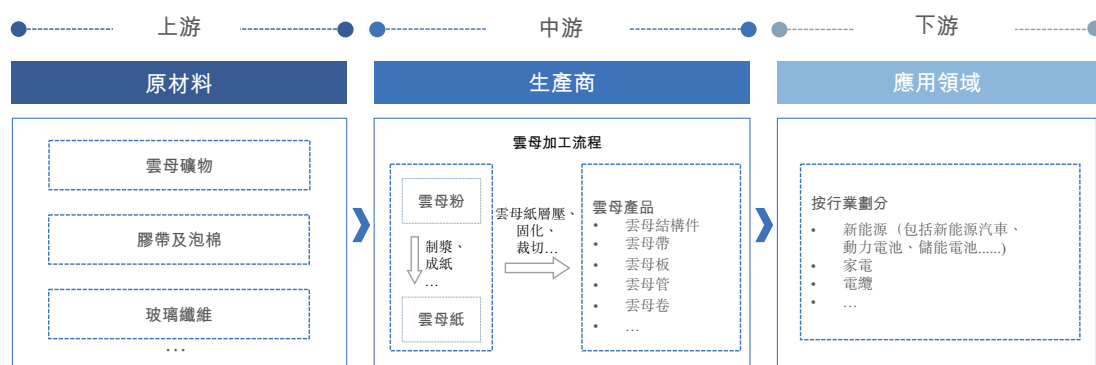 上游
中游
下游
原材料
生產商
應用領域
雲母礦物
膠帶及泡棉
玻璃纖維
...
雲母加工流程
雲母粉
制漿、
成紙
...
雲母紙
雲母紙層壓、
固化、
裁切...
雲母產品
• 雲母結構件
• 雲母帶
• 雲母板
• 雲母管
• 雲母卷
• ...
按行業劃分
• 新能源（包括新能源汽車、
動力電池、儲能電池......)
• 家電
• 電纜
• ...